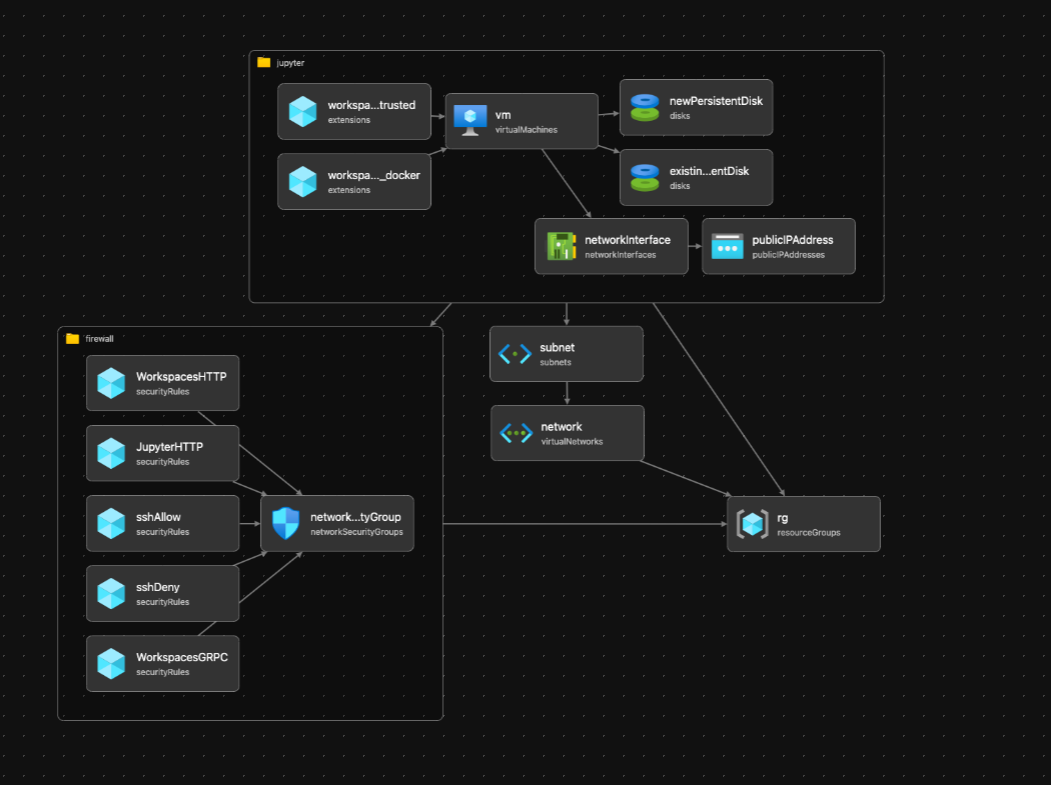 jupyter
workspa...trusted
extensions
vm
virtualMachines
newPersistentDisk
disks
workspa..._docker
extensions
existin...entDisk
disks
networkInterface
networkInterfaces
publicIPAddress
publicIPAddresses
firewall
WorkspacesHTTP
securityRules
JupyterHTTP
securityRules
sshAllow
securityRules
sshDeny
securityRules
WorkspacesGRPC
securityRules
network...tyGroup
networkSecurityGroups
subnet
subnets
network
virtualNetworks
rg
resourceGroups